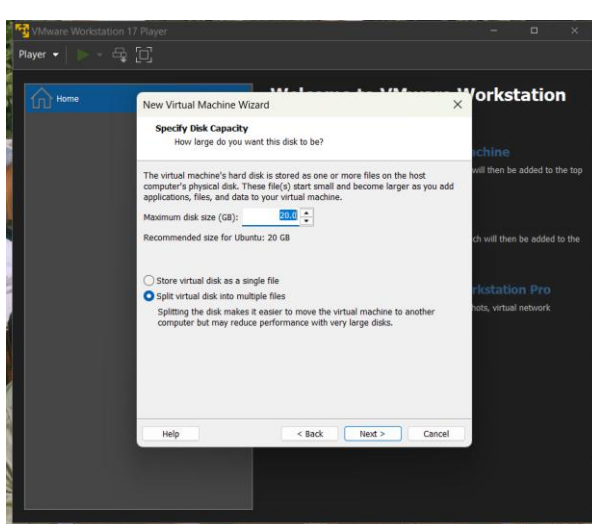 VMware Workstation 17 Player
Player
Home
Workstation
New Virtual Machine Wizard
Specify Disk Capacity
How large do you want this disk to be?
The virtual machine's hard disk is stored as one or more files on the host
computer's physical disk. These file(s) start small and become larger as you add
applications, files, and data to your virtual machine.
Maximum disk size (GB): 20.0
Recommended size for Ubuntu: 20 GB
Store virtual disk as a single file
Split virtual disk into multiple files
Splitting the disk makes it easier to move the virtual machine to another
computer but may reduce performance with very large disks.
Help < Back Next > Cancel
chine
will then be added to the top
ch will then be added to the
rkstation Pro
hots, virtual network